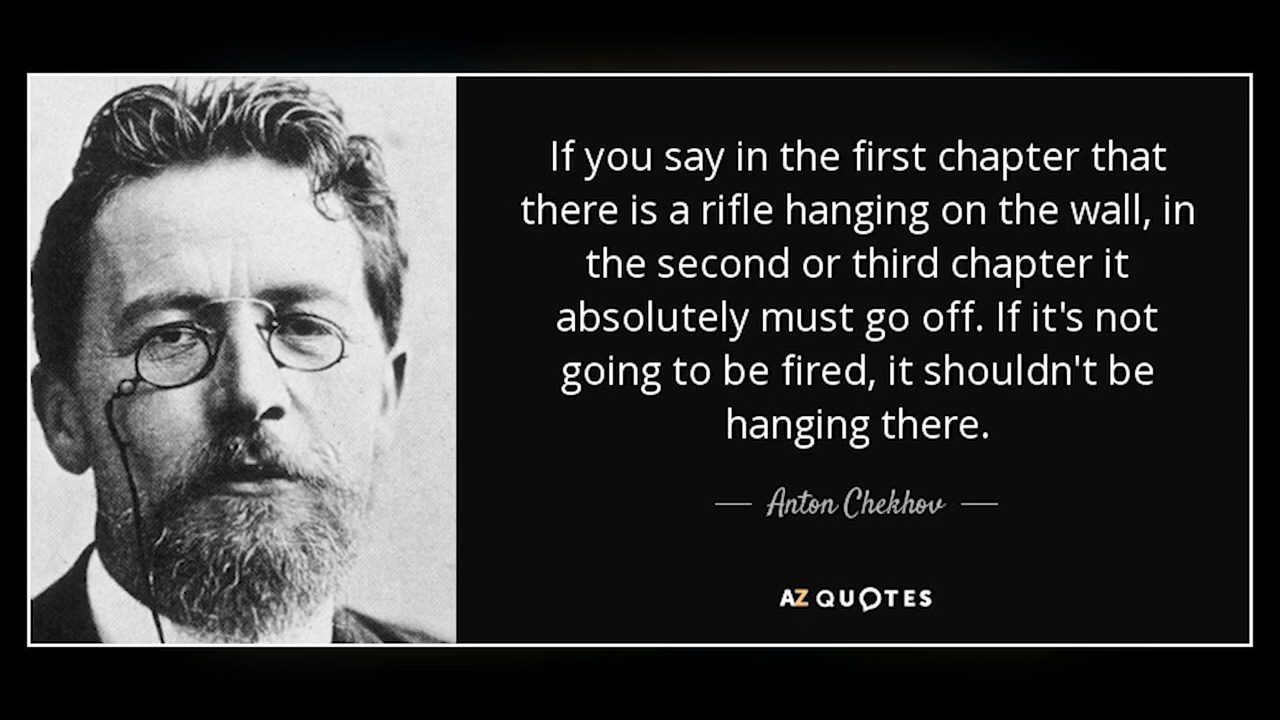 If you say in the first chapter that
there is a rifle hanging on the wall, in
the second or third chapter it
absolutely must go off. If it's not
going to be fired, it shouldn't be
hanging there.
Anton Chekhov
AZ QUOTES